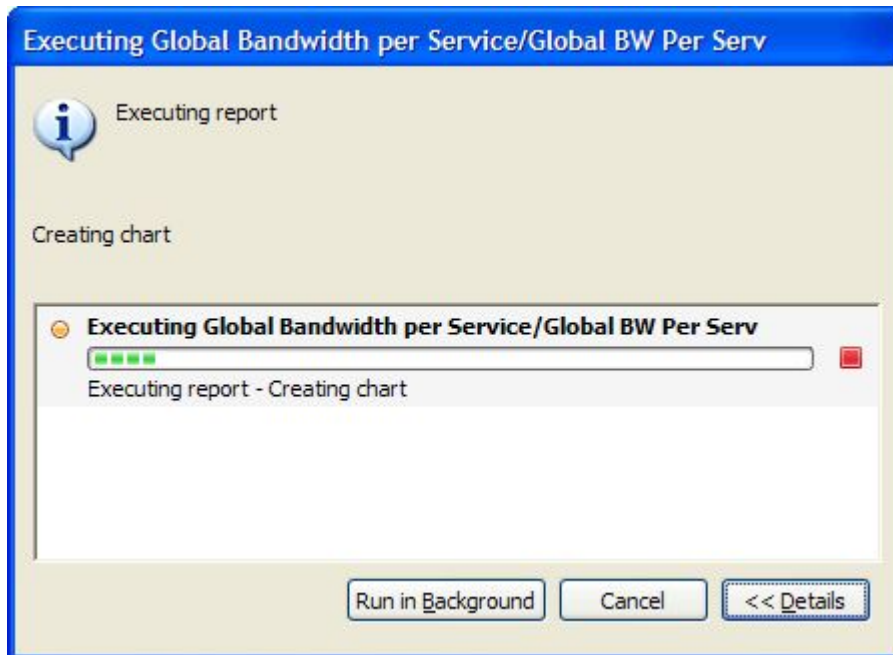 Executing Global Bandwidth per Service/Global BW Per Serv
Executing report
Creating chart
Executing Global Bandwidth per Service/Global BW Per Serv
Executing report - Creating chart
Run in Background
Cancel
<< Details